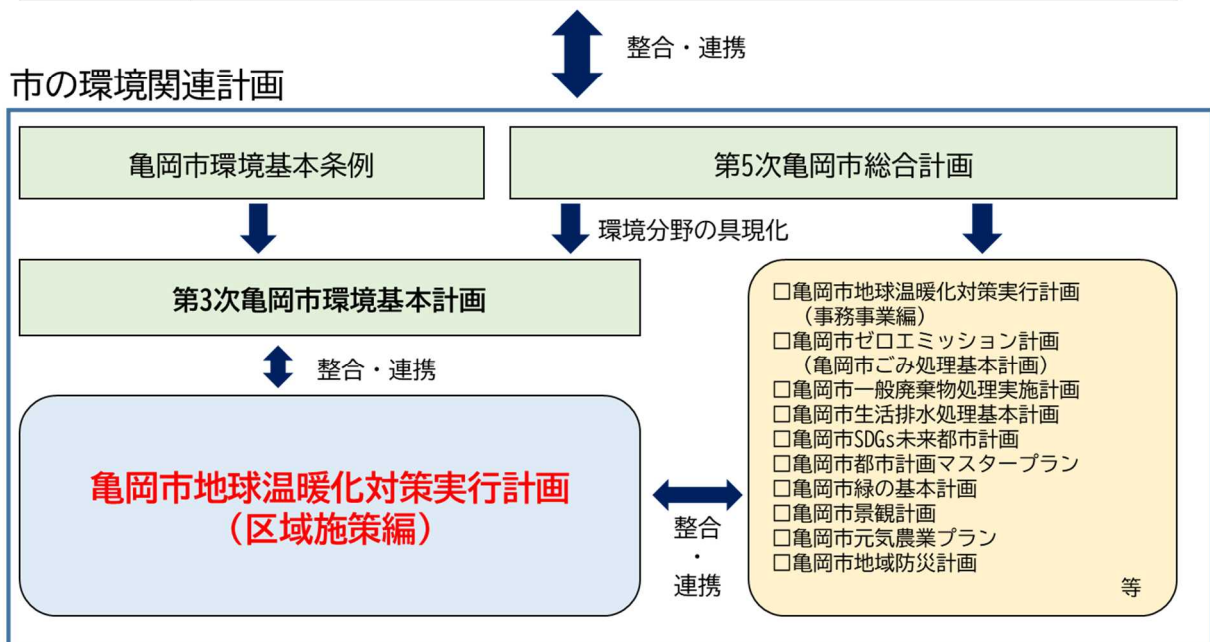 整合・連携
市の環境関連計画
亀岡市環境基本条例
第5次亀岡市総合計画
環境分野の具現化
第3次亀岡市環境基本計画
整合・連携
亀岡市地球温暖化対策実行計画
（区域施策編）
整合
・
連携
□亀岡市地球温暖化対策実行計画
（事務事業編）
□亀岡市ゼロエミッション計画
（亀岡市ごみ処理基本計画）
□亀岡市一般廃棄物処理実施計画
□亀岡市生活排水処理基本計画
□亀岡市SDGs未来都市計画
□亀岡市都市計画マスタープラン
□亀岡市緑の基本計画
□亀岡市景観計画
□亀岡市元気農業プラン
□亀岡市地域防災計画
等